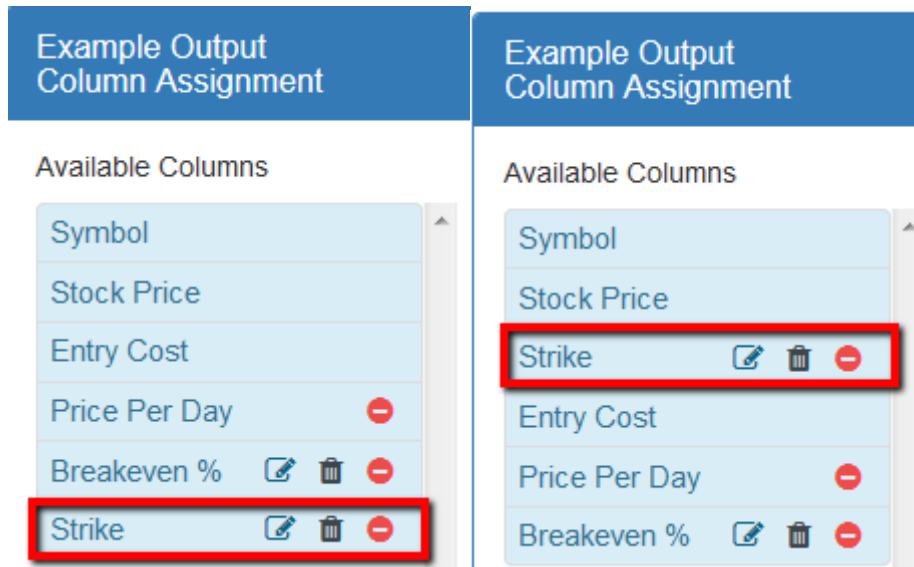 Example Output
Column Assignment
Available Columns
Symbol
Stock Price
Entry Cost
Price Per Day
Breakeven %
Strike
Example Output
Column Assignment
Available Columns
Symbol
Stock Price
Strike
Entry Cost
Price Per Day
Breakeven %